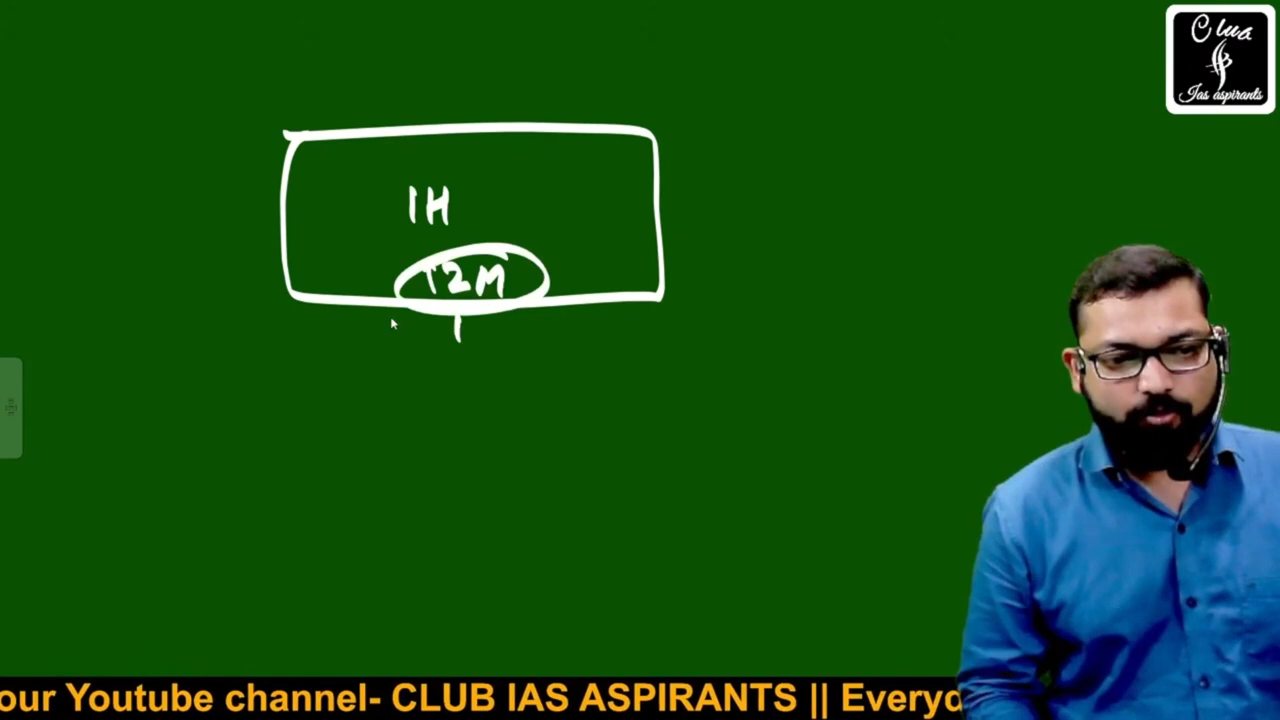 Club
Ias aspirants
1H
12M
our Youtube channel- CLUB IAS ASPIRANTS || Everyd